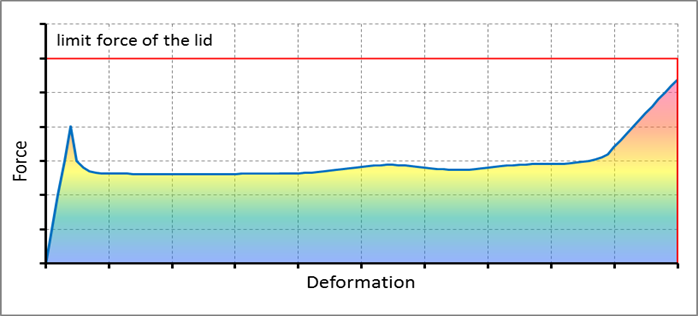 limit force of the lid
Force
Deformation